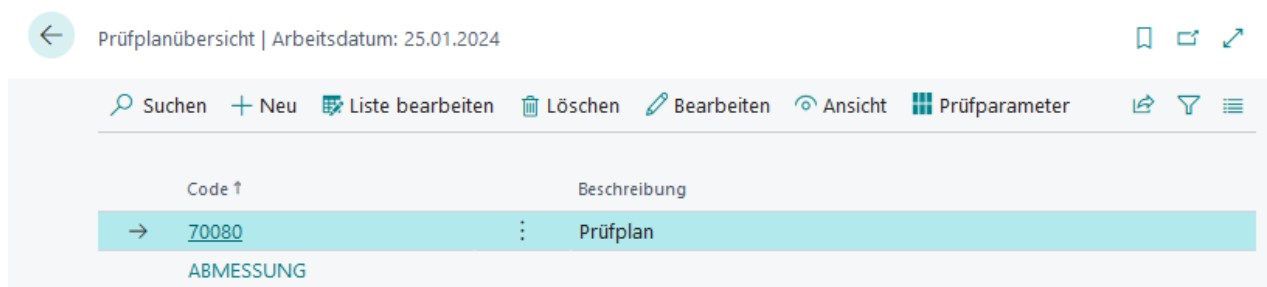 Prüfplanübersicht | Arbeitsdatum: 25.01.2024
Suchen Neu Liste bearbeiten Löschen Bearbeiten Ansicht Prüfparameter
Code ↑ Beschreibung
70080 Prüfplan
ABMESSUNG